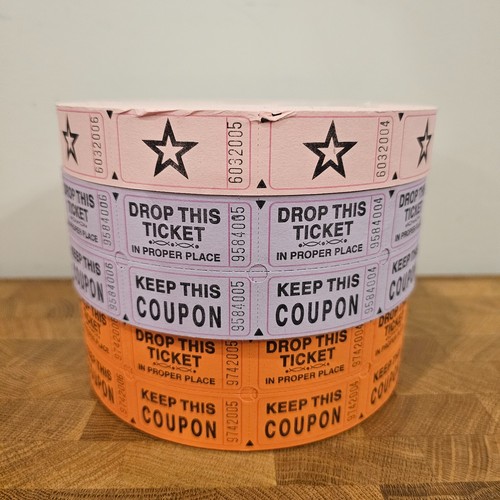 6032006
6032005
6032004
9584006
DROP THIS
TICKET
IN PROPER PLACE
9584005
DROP THIS
TICKET
IN PROPER PLACE
9584004
KEEP THIS
COUPON
9584005
KEEP THIS
COUPON
9584004
DROP THIS
TICKET
IN PROPER PLACE
9742005
DROP THIS
TICKET
IN PROPER PLACE
9742004
KEEP THIS
COUPON
9742005
KEEP THIS
COUPON